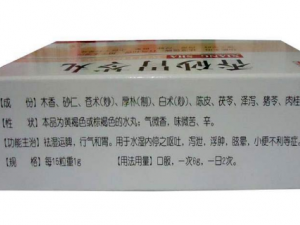 香砂胃苓丸
【成　份】木香、砂仁、苍术(炒)、厚朴(制)、白术(炒)、陈皮、茯苓、泽泻、猪苓、肉桂
【性　状】本品为黄褐色或棕褐色的水丸；气微香，味微苦、辛。
【功能主治】祛湿运脾，行气和胃。用于水湿内停之呕吐，泻泄，浮肿，眩晕，小便不利等症。
【规　格】每15粒重1g　【用法用量】口服，一次6g，一日2次。